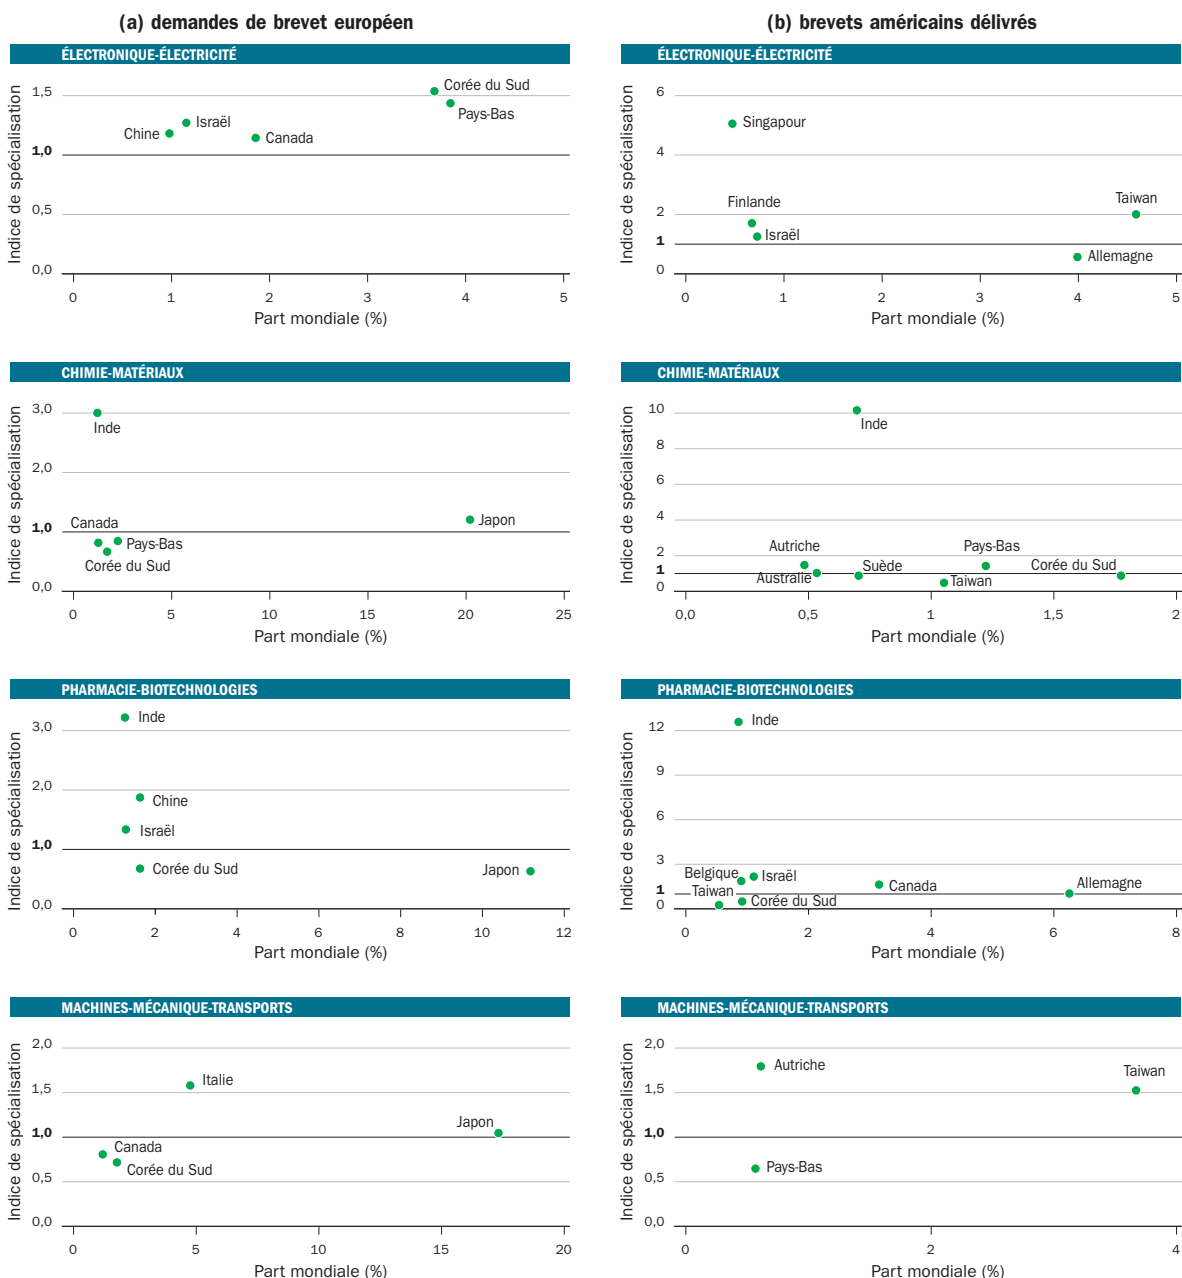 (a) demandes de brevet européen
ÉLECTRONIQUE-ÉLECTRICITÉ
Indice de spécialisation
1,5
1,0
0,5
0,0
Corée du Sud
Pays-Bas
Israël
Chine
Canada
0 1 2 3 4 5
Part mondiale (%)
CHIMIE-MATÉRIAUX
Indice de spécialisation
3,0
2,0
1,0
0,0
Inde
Japon
Canada
Pays-Bas
Corée du Sud
0 5 10 15 20 25
Part mondiale (%)
PHARMACIE-BIOTECHNOLOGIES
Indice de spécialisation
3,0
2,0
1,0
0,0
Inde
Chine
Israël
Corée du Sud
Japon
0 2 4 6 8 10 12
Part mondiale (%)
MACHINES-MÉCANIQUE-TRANSPORTS
Indice de spécialisation
2,0
1,5
1,0
0,5
0,0
Italie
Japon
Canada
Corée du Sud
0 5 10 15 20
Part mondiale (%)
(b) brevets américains délivrés
ÉLECTRONIQUE-ÉLECTRICITÉ
Indice de spécialisation
6
4
2
1
0
Singapour
Finlande
Taiwan
Israël
Allemagne
0 1 2 3 4 5
Part mondiale (%)
CHIMIE-MATÉRIAUX
Indice de spécialisation
10
8
6
4
2
1
0
Inde
Autriche
Pays-Bas
Suède
Corée du Sud
Australie
Taiwan
0,0 0,5 1 1,5 2
Part mondiale (%)
PHARMACIE-BIOTECHNOLOGIES
Indice de spécialisation
12
9
6
3
1
0
Inde
Belgique
Israël
Allemagne
Canada
Taiwan
Corée du Sud
0 2 4 6 8
Part mondiale (%)
MACHINES-MÉCANIQUE-TRANSPORTS
Indice de spécialisation
2,0
1,5
1,0
0,5
0,0
Autriche
Taiwan
Pays-Bas
0 2 4
Part mondiale (%)